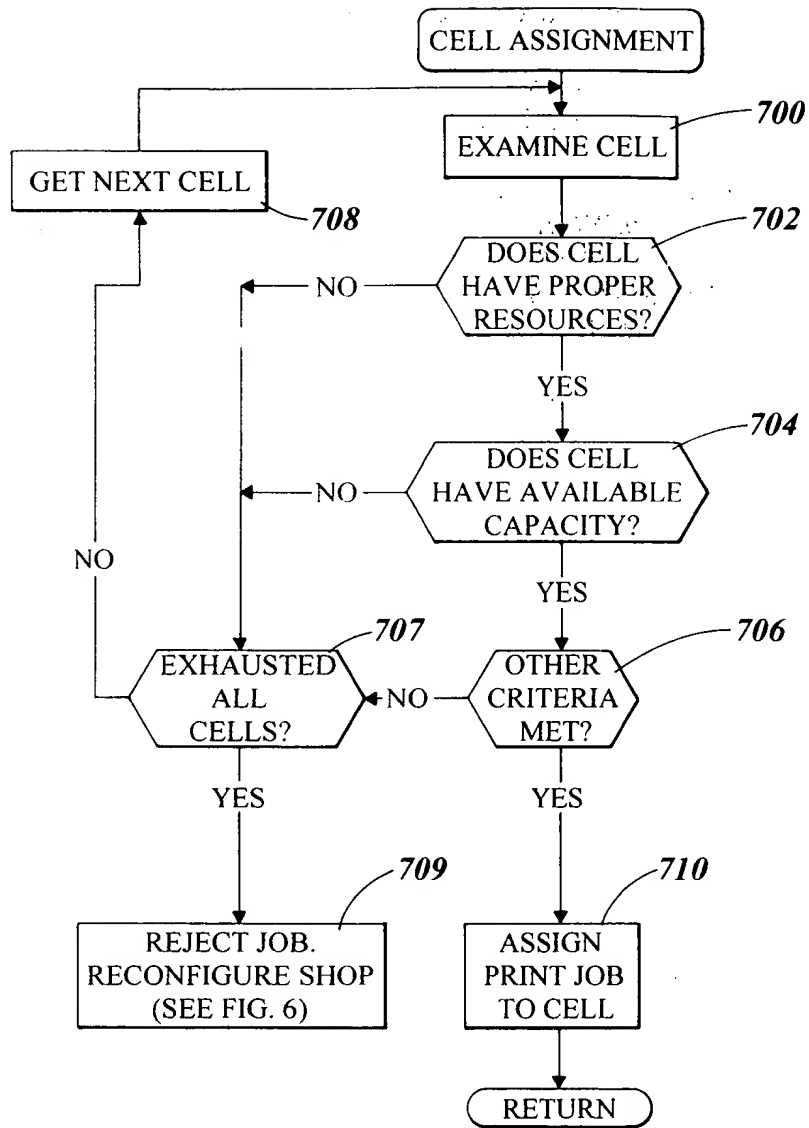 CELL ASSIGNMENT
700
EXAMINE CELL
GET NEXT CELL
708
702
DOES CELL
HAVE PROPER
RESOURCES?
NO
YES
704
DOES CELL
HAVE AVAILABLE
CAPACITY?
NO
NO
YES
707
706
EXHAUSTED
ALL
CELLS?
NO
OTHER
CRITERIA
MET?
YES
YES
709
710
REJECT JOB.
RECONFIGURE SHOP
(SEE FIG. 6)
ASSIGN
PRINT JOB
TO CELL
RETURN